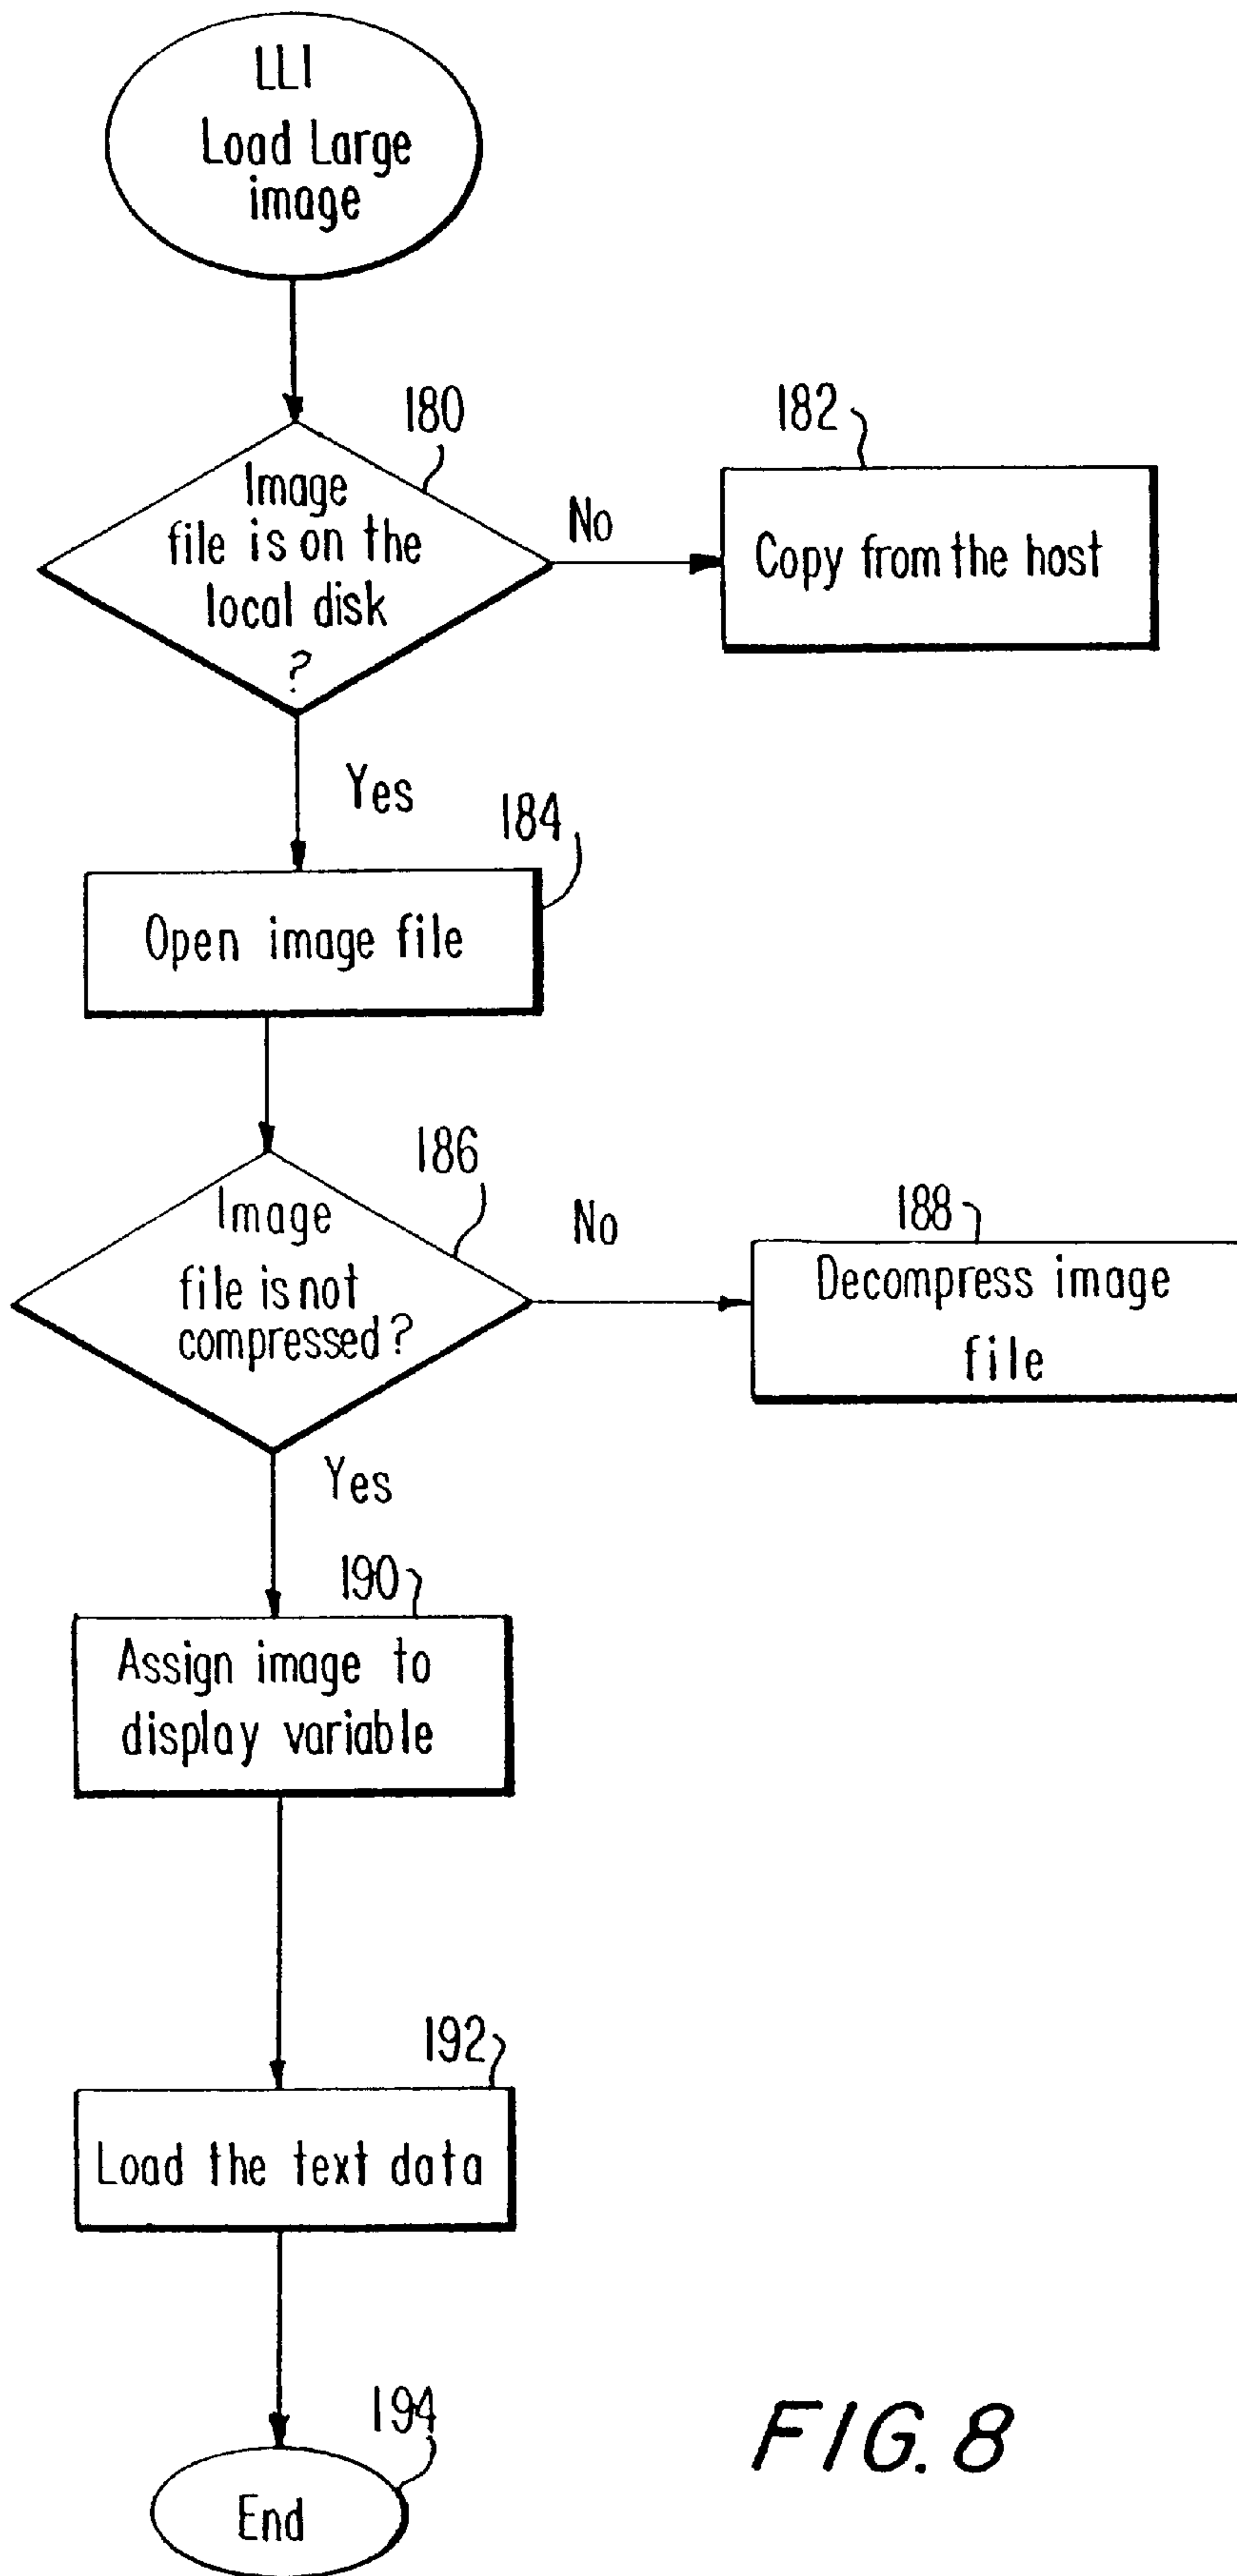 LLI
Load Large
image
180
Image
file is on the
local disk
?
No
182
Copy from the host
Yes
184
Open image file
186
Image
file is not
compressed?
No
188
Decompress image
file
Yes
190
Assign image to
display variable
192
Load the text data
194
End
FIG. 8